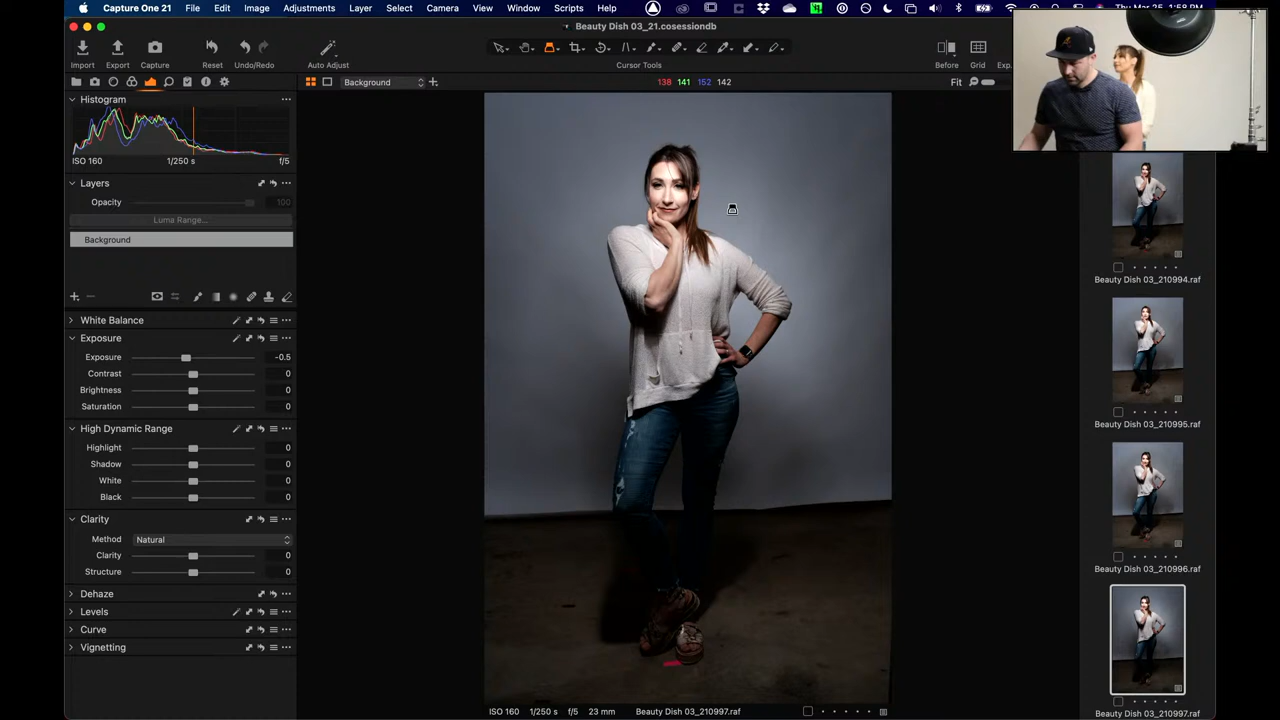 Capture One 21 File Edit Image Adjustments Layer Select Camera View Window Scripts Help
Beauty Dish 03_21.cosessiondb
Import Export Capture Reset Undo/Redo Auto Adjust Cursor Tools Before Grid
Background 138 141 152 142 Fit
Histogram
ISO 160 1/250 s f/5
Layers
Opacity 100
Luma Range...
Background
White Balance
Exposure
Exposure -0.5
Contrast 0
Brightness 0
Saturation 0
High Dynamic Range
Highlight 0
Shadow 0
White 0
Black 0
Clarity
Method Natural
Clarity 0
Structure 0
Dehaze
Levels
Curve
Vignetting
ISO 160 1/250 s f/5 23 mm Beauty Dish 03_210997.raf
Beauty Dish 03_210994.raf
Beauty Dish 03_210995.raf
Beauty Dish 03_210996.raf
Beauty Dish 03_210997.raf